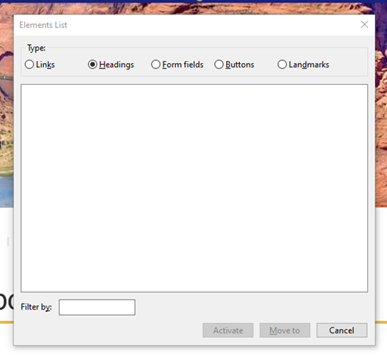 Elements List
Type:
Links Headings Form fields Buttons Landmarks
Filter by:
Activate Move to Cancel